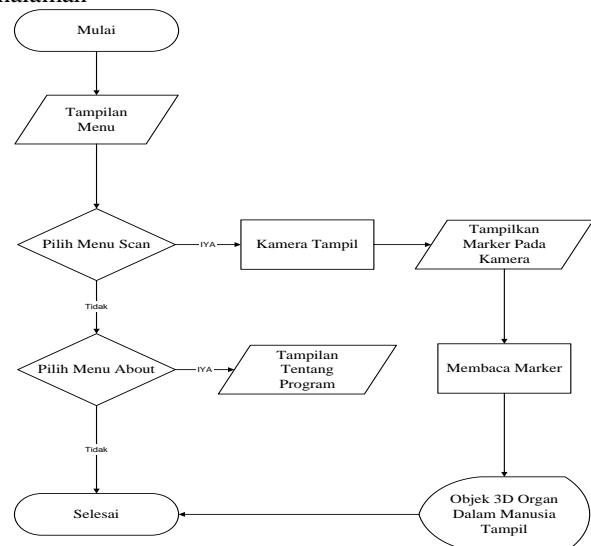 Mulai
Tampilan
Menu
Pilih Menu Scan
IYA
Kamera Tampil
Tampilkan
Marker Pada
Kamera
Tidak
Pilih Menu About
IYA
Tampilan
Tentang
Program
Membaca Marker
Tidak
Selesai
Objek 3D Organ
Dalam Manusia
Tampil